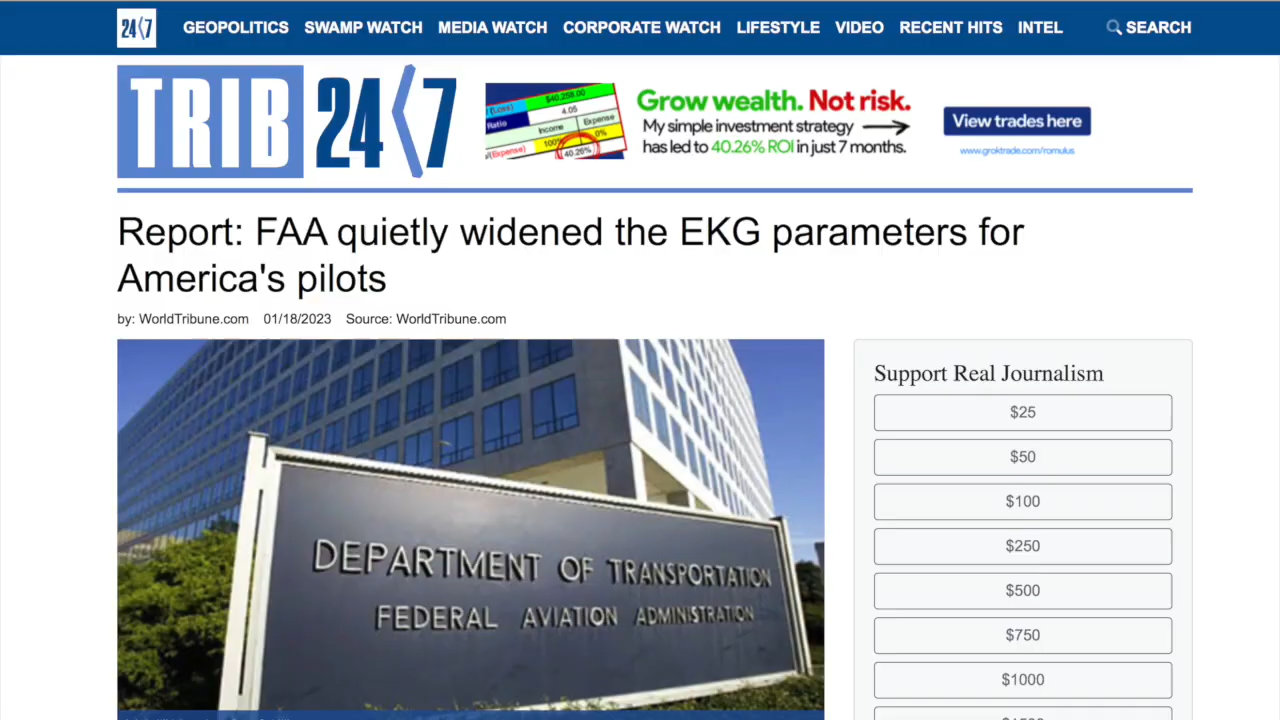 24<7 GEOPOLITICS SWAMP WATCH MEDIA WATCH CORPORATE WATCH LIFESTYLE VIDEO RECENT HITS INTEL SEARCH
TRIB 24<7
$40,258.00
(Loss) 4.05
Ratio Income Expense
100% 0%
/(Expense) 40.26%
Grow wealth. Not risk.
My simple investment strategy
has led to 40.26% ROI in just 7 months.
View trades here
www.groktrade.com/romulus
Report: FAA quietly widened the EKG parameters for
America's pilots
by: WorldTribune.com 01/18/2023 Source: WorldTribune.com
DEPARTMENT OF TRANSPORTATION
FEDERAL AVIATION ADMINISTRATION
Support Real Journalism
$25
$50
$100
$250
$500
$750
$1000